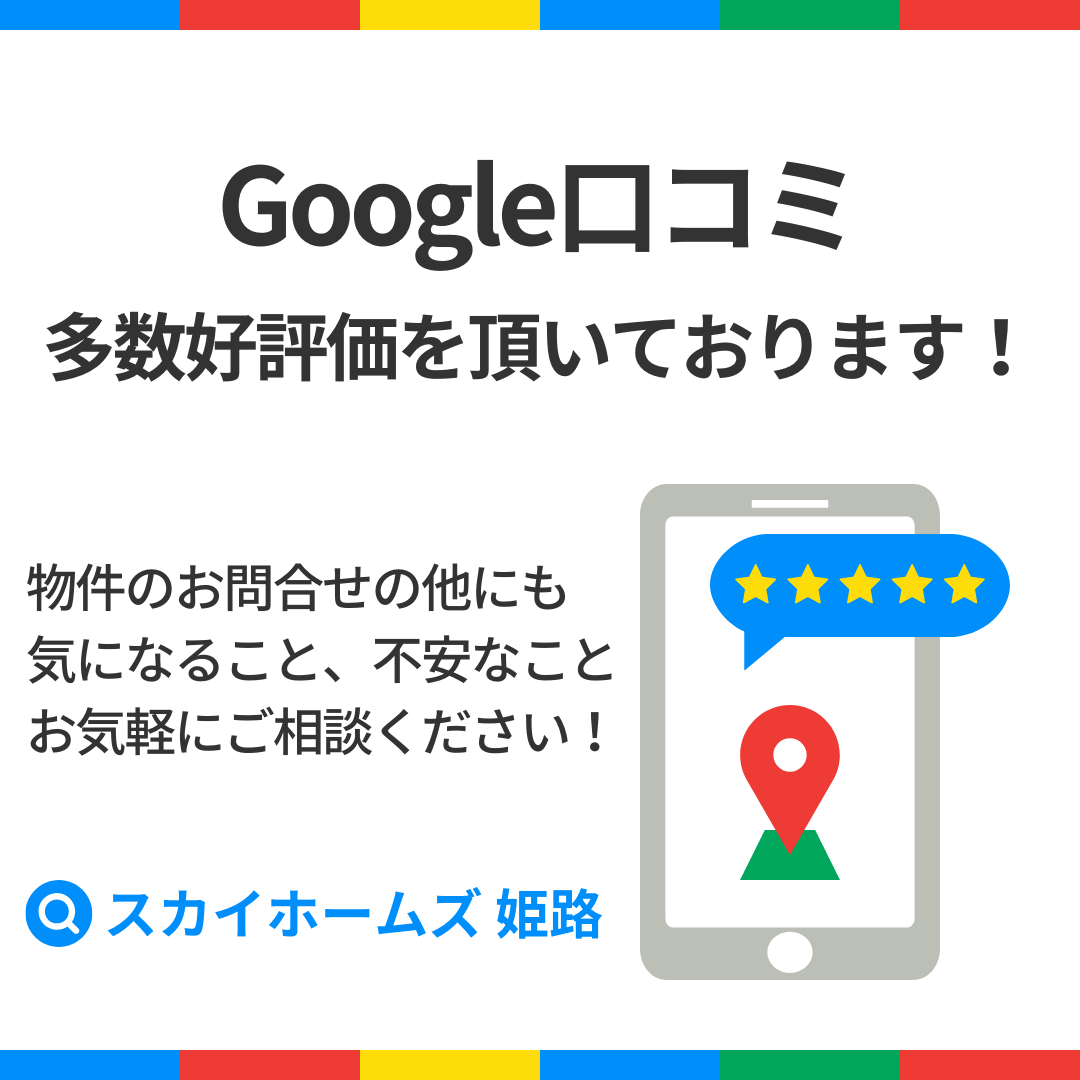 Google口コミ
多数好評価を頂いております！
物件のお問合せの他にも
気になること、不安なこと
お気軽にご相談ください！
スカイホームズ 姫路